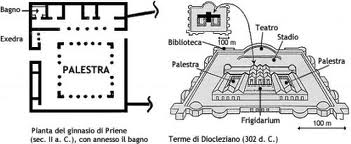 Bagno
Exedra
PALESTRA
Pianta del ginnasio di Priene
(sec. II a. C.), con annesso il bagno
100 m
Teatro
Biblioteca
Stadio
Palestra
Palestra
Frigidarium
100 m
Terme di Diocleziano (302 d. C.)